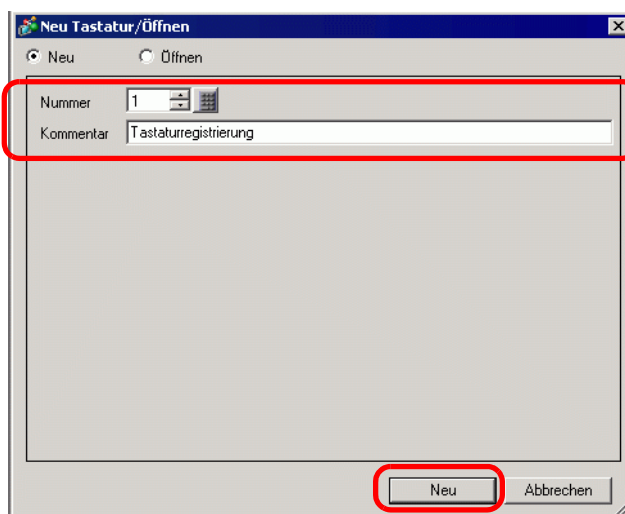 Neu Tastatur/Öffnen
Neu Öffnen
Nummer 1
Kommentar Tastaturregistrierung
Neu Abbrechen